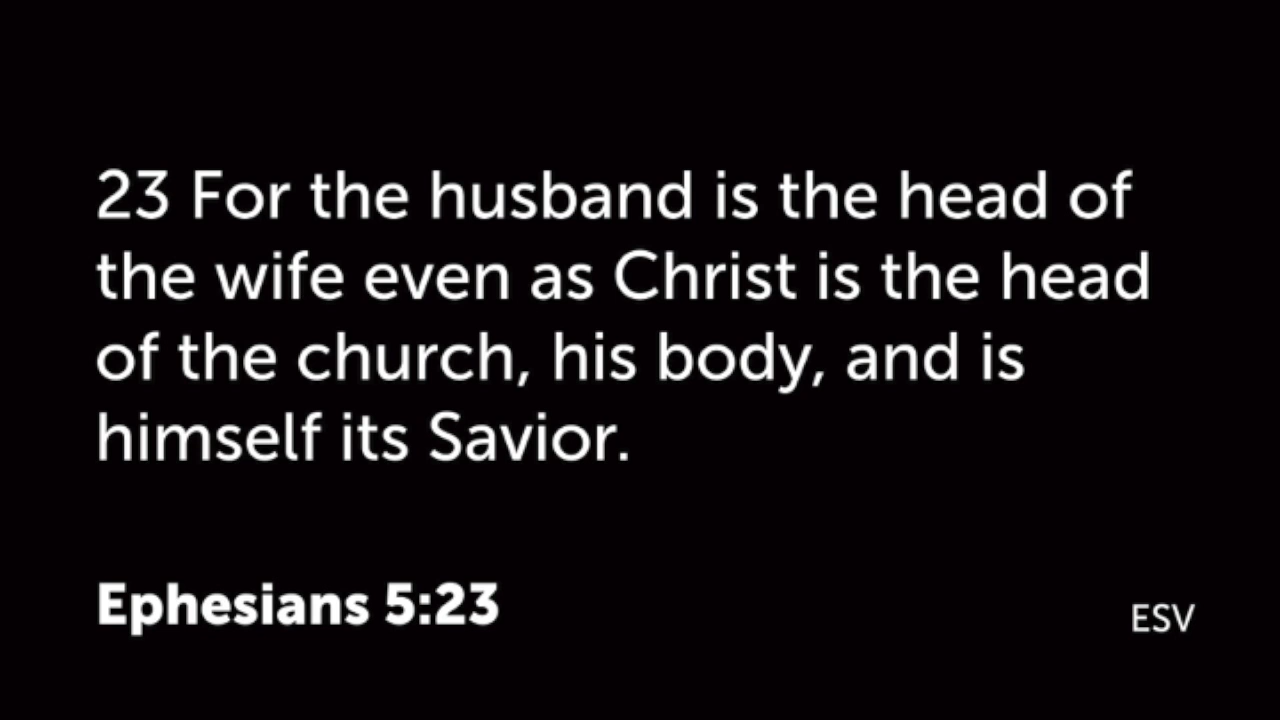 23 For the husband is the head of
the wife even as Christ is the head
of the church, his body, and is
himself its Savior.
Ephesians 5:23
ESV